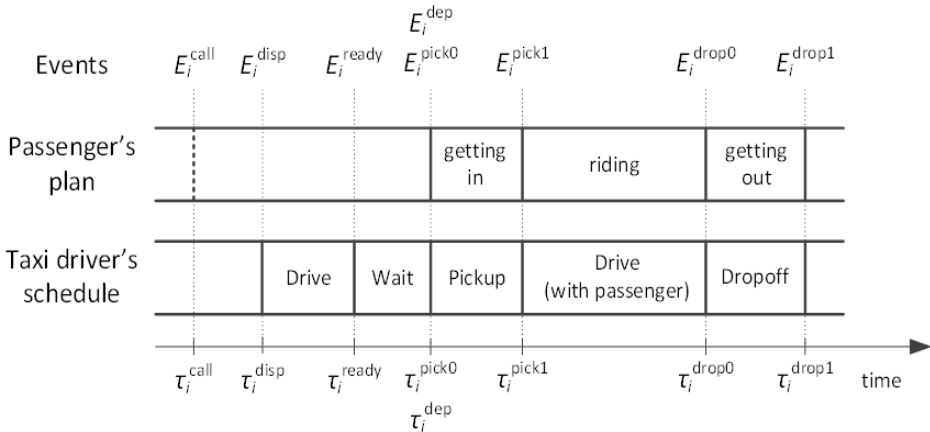 E_i^dep
Events E_i^call E_i^disp E_i^ready E_i^pick0 E_i^pick1 E_i^drop0 E_i^drop1
Passenger's
plan
getting
in
riding
getting
out
Taxi driver's
schedule
Drive
Wait
Pickup
Drive
(with passenger)
Dropoff
τ_i^call τ_i^disp τ_i^ready τ_i^pick0 τ_i^pick1 τ_i^drop0 τ_i^drop1 time
τ_i^dep